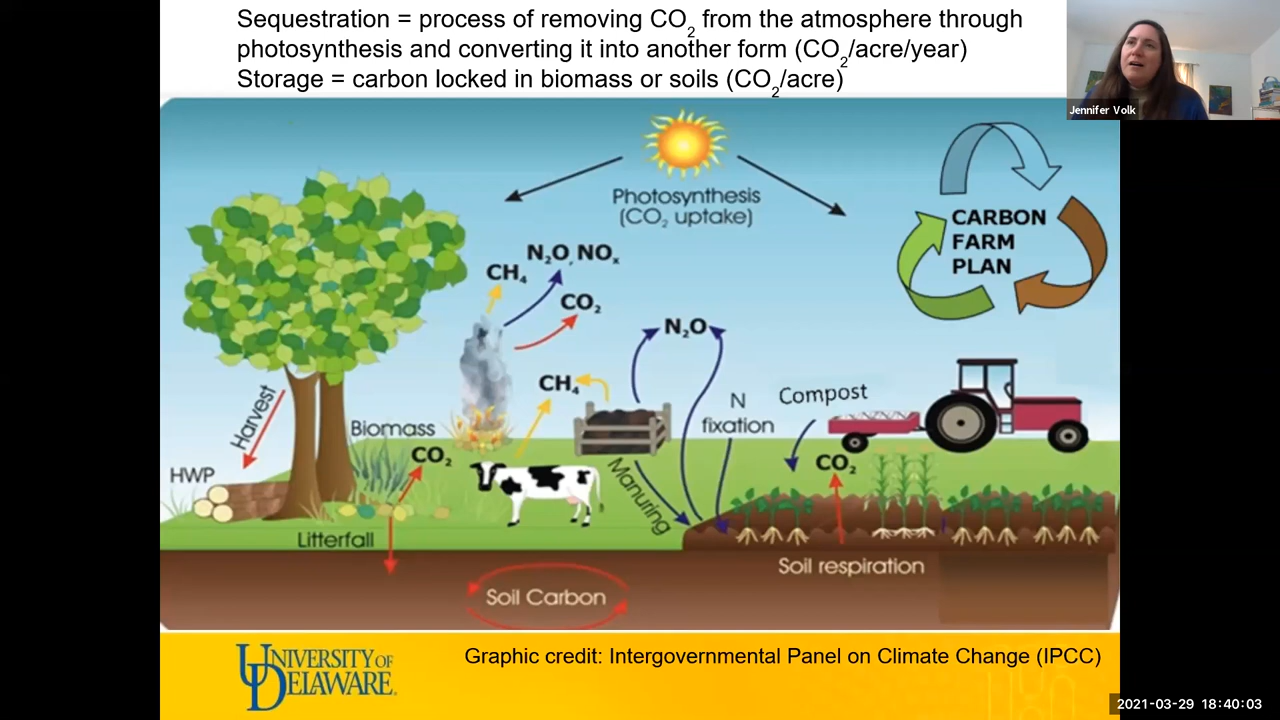 Sequestration = process of removing CO₂ from the atmosphere through
photosynthesis and converting it into another form (CO₂/acre/year)
Storage = carbon locked in biomass or soils (CO₂/acre)
Jennifer Volk
Photosynthesis
(CO₂ uptake)
CARBON
FARM
PLAN
N₂O, NOₓ
CH₄
CO₂
N₂O
CH₄
Harvest
Compost
N
fixation
Biomass
CO₂
CO₂
HWP
Manuring
Litterfall
Soil respiration
Soil Carbon
UNIVERSITY OF
DELAWARE
Graphic credit: Intergovernmental Panel on Climate Change (IPCC)
2021-03-29 18:40:03